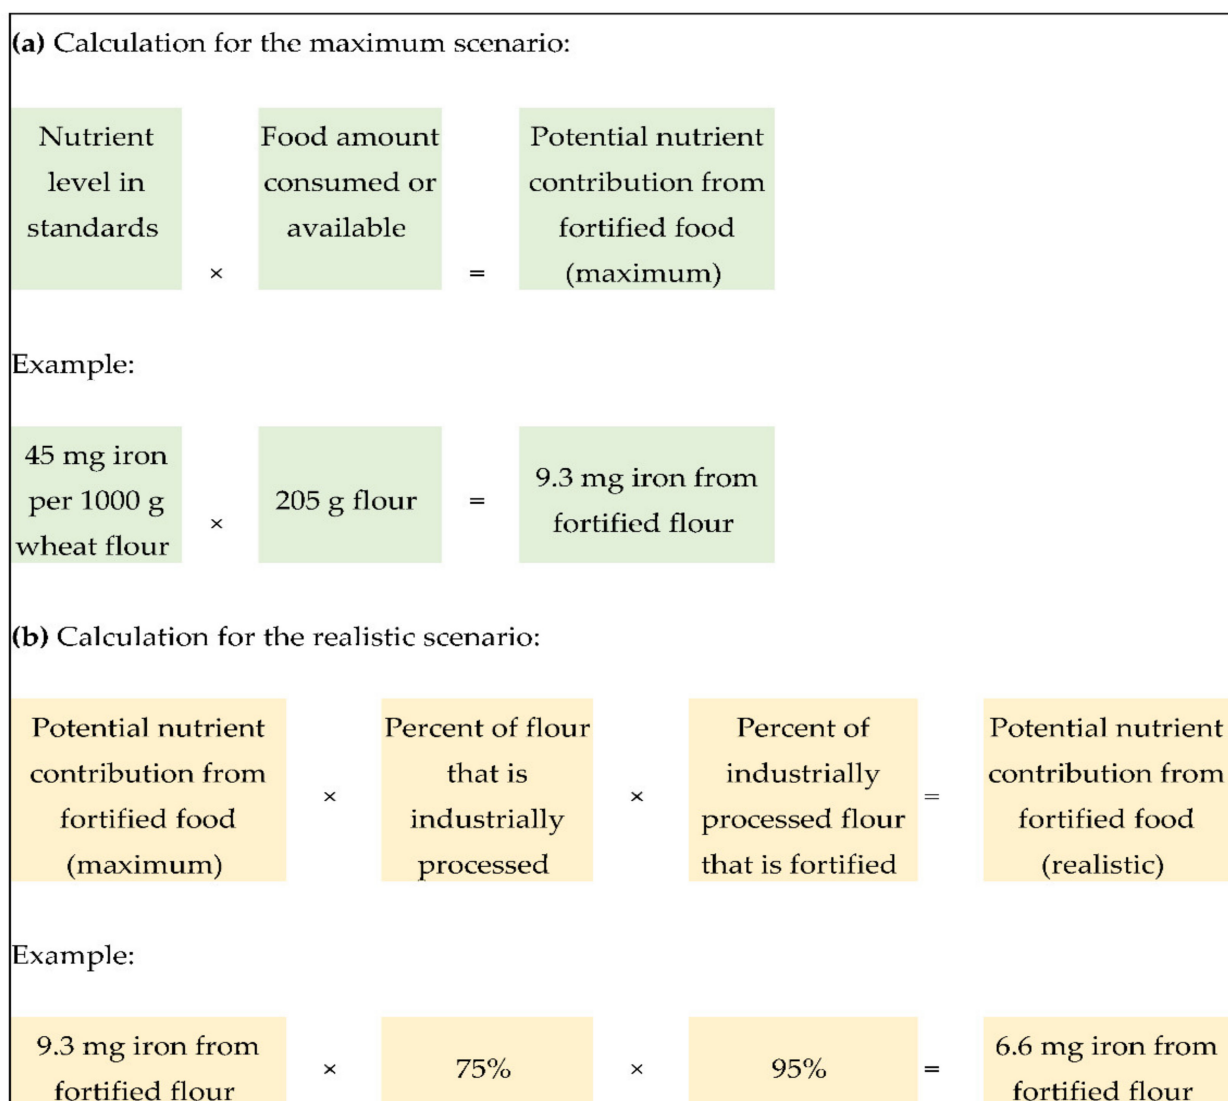 (a) Calculation for the maximum scenario:
Nutrient
level in
standards
×
Food amount
consumed or
available
=
Potential nutrient
contribution from
fortified food
(maximum)
Example:
45 mg iron
per 1000 g
wheat flour
×
205 g flour
=
9.3 mg iron from
fortified flour
(b) Calculation for the realistic scenario:
Potential nutrient
contribution from
fortified food
(maximum)
×
Percent of flour
that is
industrially
processed
×
Percent of
industrially
processed flour
that is fortified
=
Potential nutrient
contribution from
fortified food
(realistic)
Example:
9.3 mg iron from
fortified flour
×
75%
×
95%
=
6.6 mg iron from
fortified flour